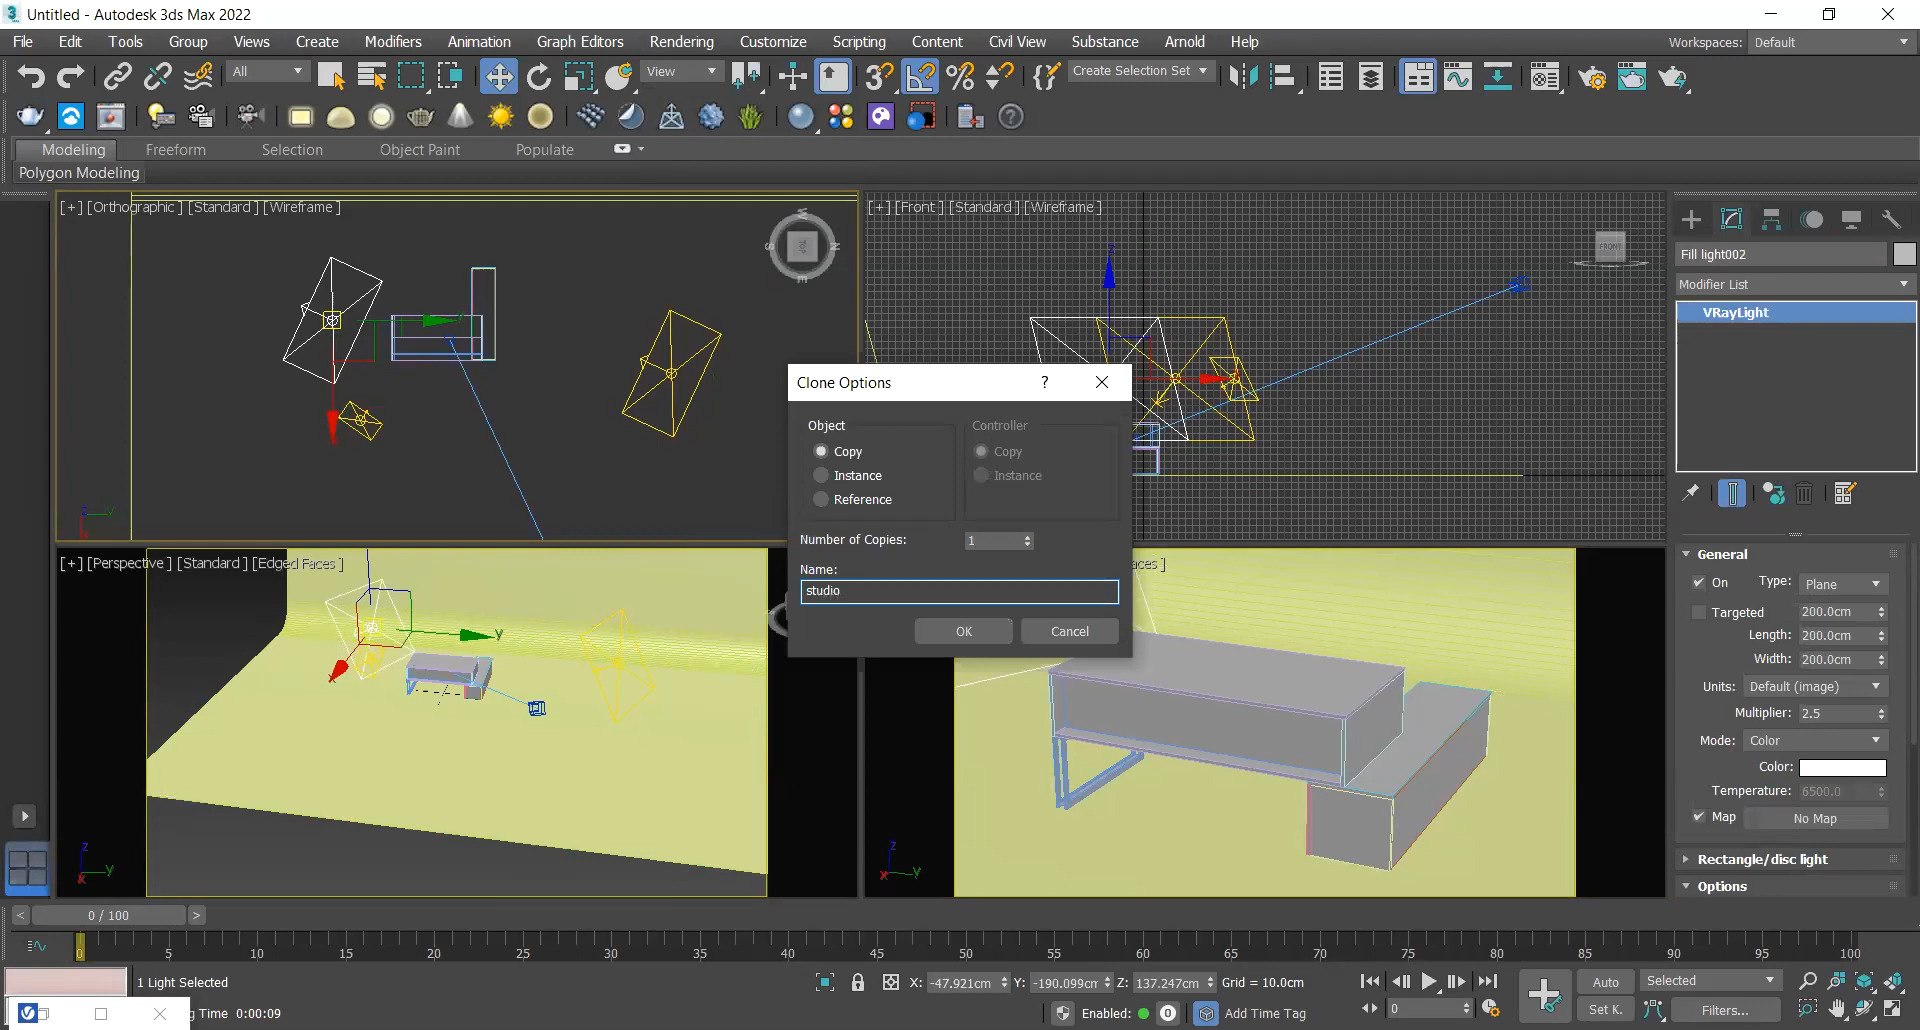 Untitled - Autodesk 3ds Max 2022
File Edit Tools Group Views Create Modifiers Animation Graph Editors Rendering Customize Scripting Content Civil View Substance Arnold Help Workspaces: Default
All View Create Selection Set
Modeling Freeform Selection Object Paint Populate
Polygon Modeling
[+] [Orthographic ] [Standard ] [Wireframe ]
[+] [Front ] [Standard ] [Wireframe ]
TOP
FRONT
Fill light002
Modifier List
VRayLight
Clone Options ?
Object Controller
Copy Copy
Instance Instance
Reference
Number of Copies: 1
Name:
studio
OK Cancel
[+] [Perspective ] [Standard ] [Edged Faces ]
aces ]
General
On Type: Plane
Targeted 200.0cm
Length: 200.0cm
Width: 200.0cm
Units: Default (image)
Multiplier: 2.5
Mode: Color
Color:
Temperature: 6500.0
Map No Map
Rectangle/disc light
Options
< 0 / 100 >
0 5 10 15 20 25 30 35 40 45 50 55 60 65 70 75 80 85 90 95 100
1 Light Selected X: -47.921cm Y: -190.099cm Z: 137.247cm Grid = 10.0cm Auto Selected
g Time 0:00:09 Enabled: 0 Add Time Tag 0 Set K. Filters...